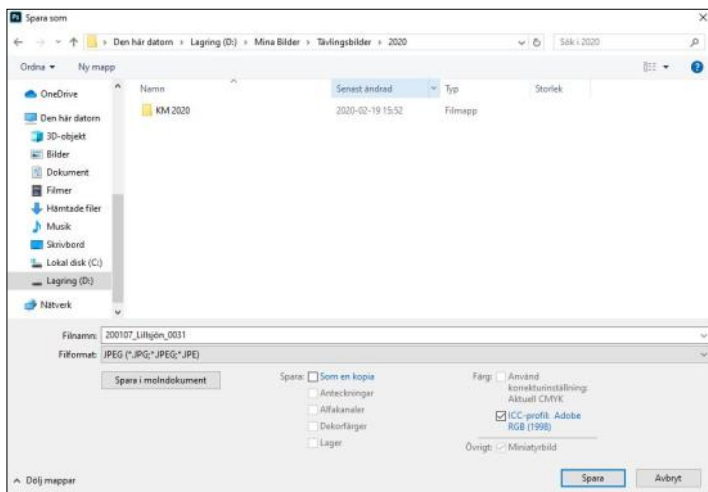 Ps Spara som
Den här datorn > Lagring (D:) > Mina Bilder > Tävlingsbilder > 2020
Sök i 2020
Ordna Ny mapp
Namn Senast ändrad Typ Storlek
KM 2020 2020-02-19 15:52 Filmapp
OneDrive
Den här datorn
3D-objekt
Bilder
Dokument
Filmer
Hämtade filer
Musik
Skrivbord
Lokal disk (C:)
Lagring (D:)
Nätverk
Filnamn: 200107_Lillsjön_0031
Filformat: JPEG (*.JPG;*.JPEG;*.JPE)
Spara i molndokument
Spara: Som en kopia
Anteckningar
Alfakanaler
Dekorfärger
Lager
Färg: Använd
korrekturinställning:
Aktuell CMYK
ICC-profil: Adobe
RGB (1998)
Övrigt: Miniatyrbild
Dölj mappar
Spara Avbryt